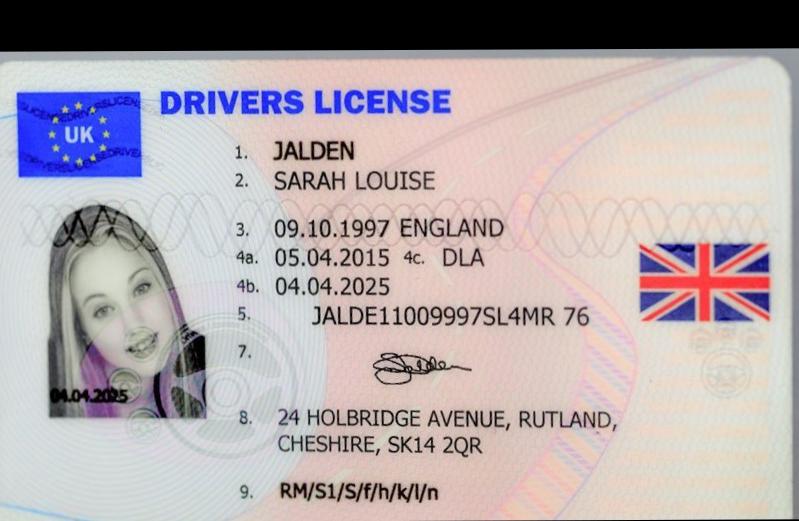 DRIVERS LICENSE
UK
1. JALDEN
2. SARAH LOUISE
3. 09.10.1997 ENGLAND
4a. 05.04.2015 4c. DLA
4b. 04.04.2025
5. JALDE11009997SL4MR 76
7. SJalden
04.04.2025
8. 24 HOLBRIDGE AVENUE, RUTLAND,
CHESHIRE, SK14 2QR
9. RM/S1/S/f/h/k/l/n